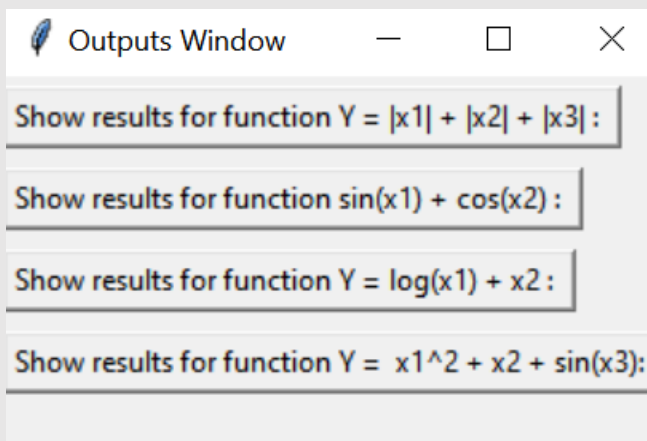 Outputs Window
Show results for function Y = |x1| + |x2| + |x3| :
Show results for function sin(x1) + cos(x2) :
Show results for function Y = log(x1) + x2 :
Show results for function Y =  x1^2 + x2 + sin(x3):